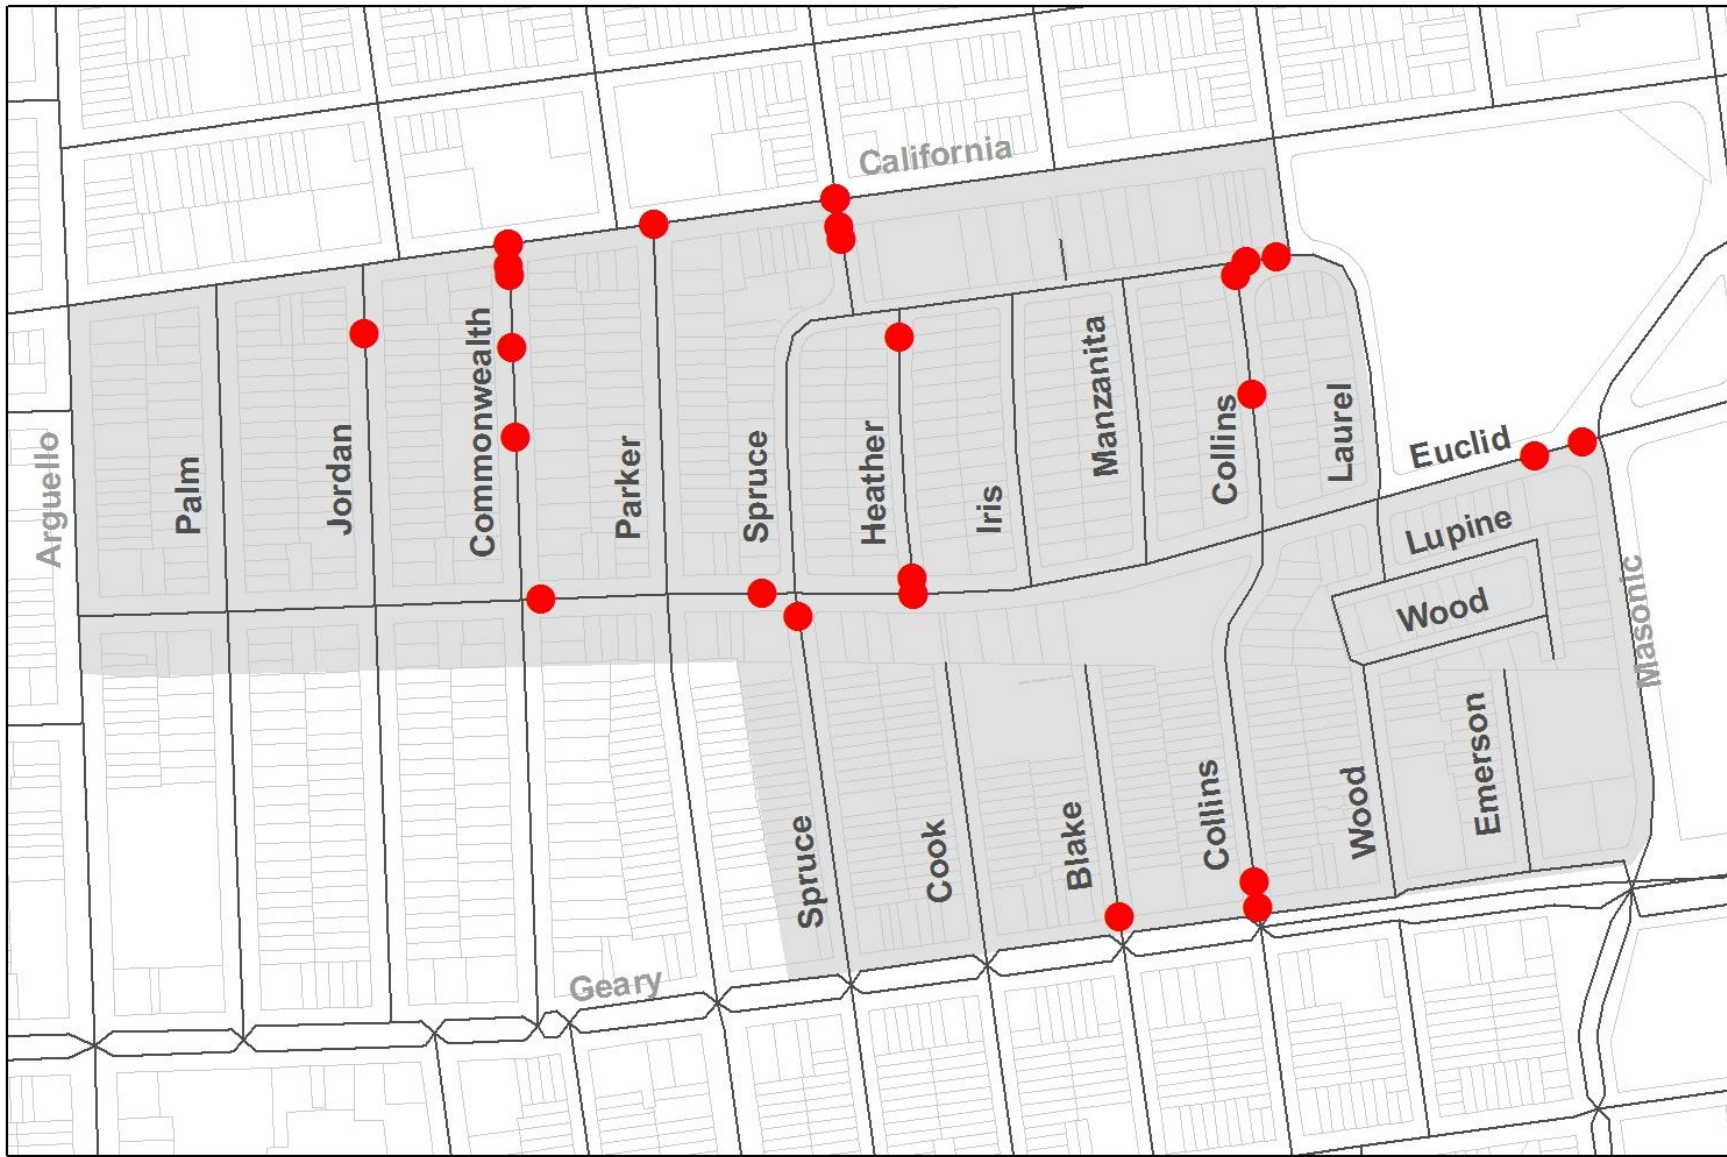 California
Arguello
Palm
Jordan
Commonwealth
Parker
Spruce
Heather
Iris
Manzanita
Collins
Laurel
Euclid
Lupine
Wood
Masonic
Spruce
Cook
Blake
Collins
Wood
Emerson
Geary